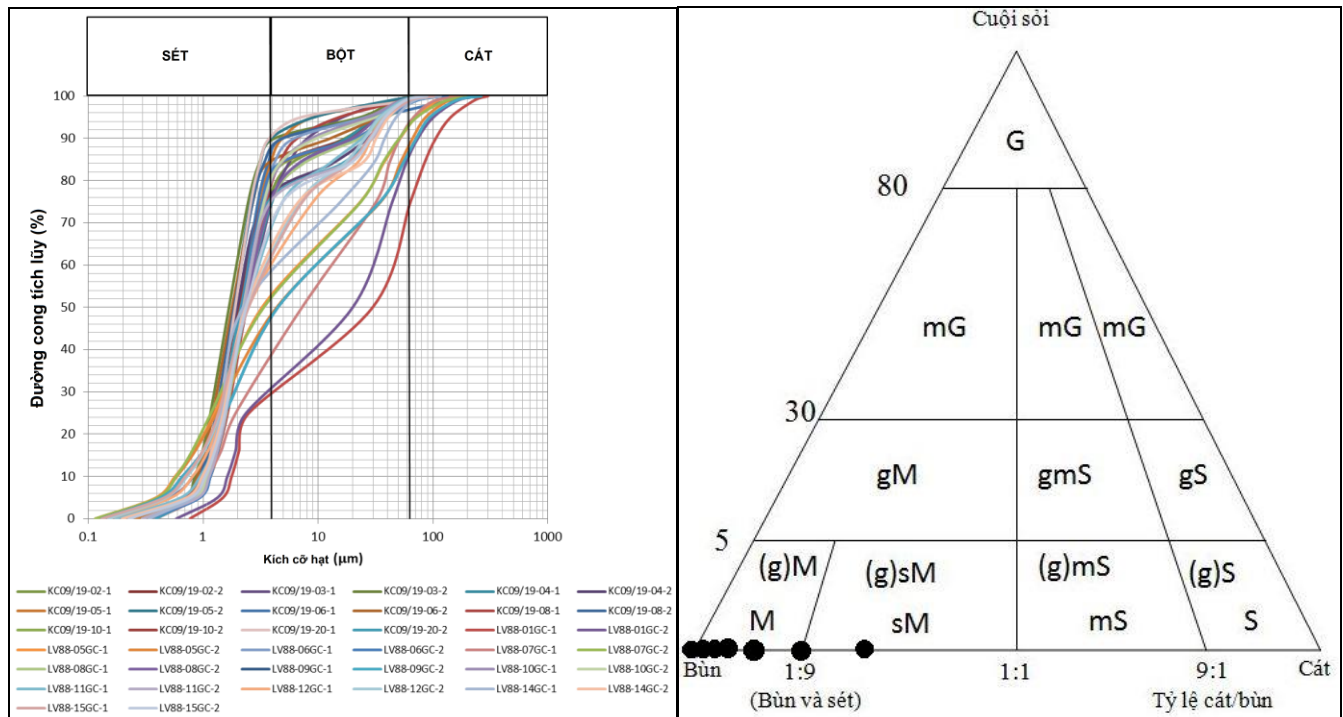 SÉT BỘT CÁT
100
90
80
70
60
50
40
30
20
10
0
Đường cong tích lũy (%)
0.1 1 10 100 1000
Kích cỡ hạt (μm)
KC09/19-02-1 KC09/19-02-2 KC09/19-03-1 KC09/19-03-2 KC09/19-04-1 KC09/19-04-2
KC09/19-05-1 KC09/19-05-2 KC09/19-06-1 KC09/19-06-2 KC09/19-08-1 KC09/19-08-2
KC09/19-10-1 KC09/19-10-2 KC09/19-20-1 KC09/19-20-2 LV88-01GC-1 LV88-01GC-2
LV88-05GC-1 LV88-05GC-2 LV88-06GC-1 LV88-06GC-2 LV88-07GC-1 LV88-07GC-2
LV88-08GC-1 LV88-08GC-2 LV88-09GC-1 LV88-09GC-2 LV88-10GC-1 LV88-10GC-2
LV88-11GC-1 LV88-11GC-2 LV88-12GC-1 LV88-12GC-2 LV88-14GC-1 LV88-14GC-2
LV88-15GC-1 LV88-15GC-2
Cuội sỏi
G
80
mG mG mG
30
gM gmS gS
5
(g)M (g)sM (g)mS (g)S
M sM mS S
Bùn 1:9 1:1 9:1 Cát
(Bùn và sét) Tỷ lệ cát/bùn